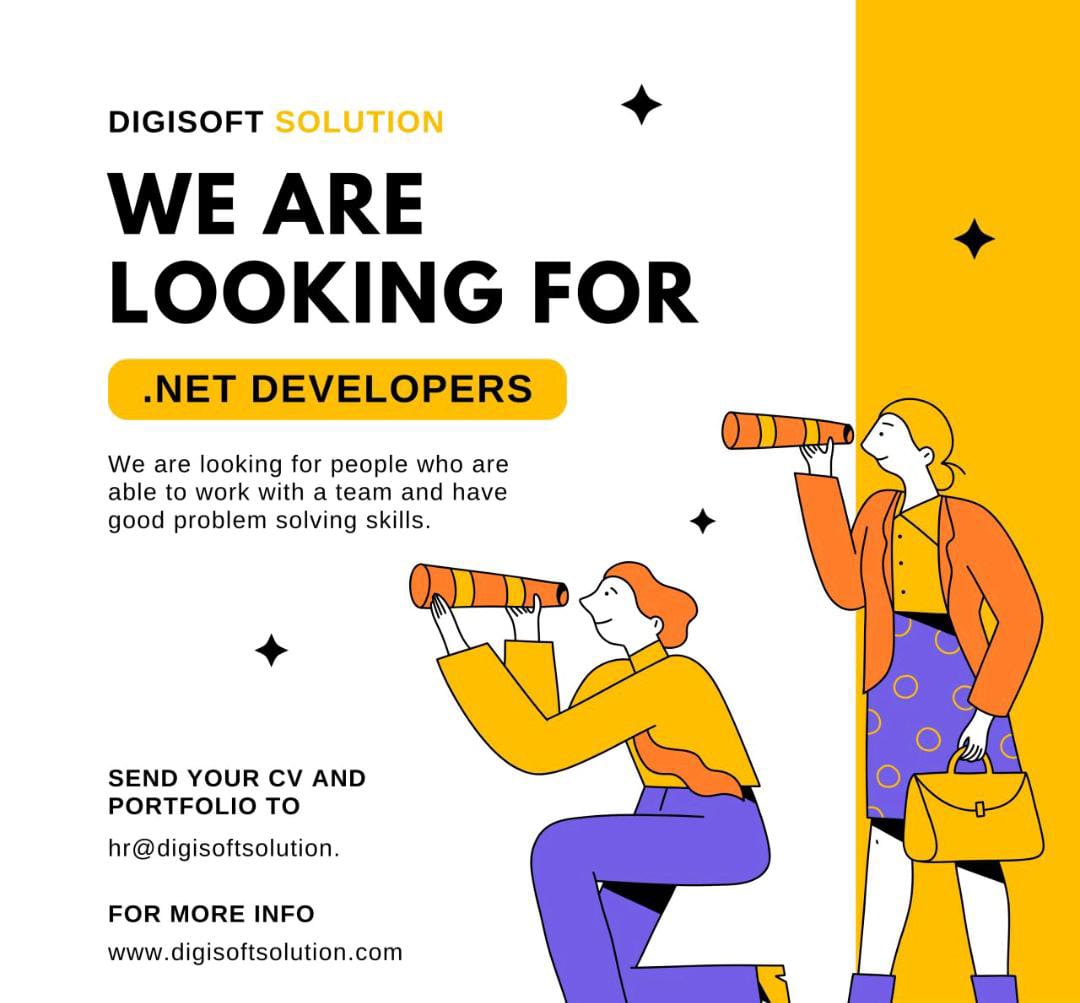 DIGISOFT SOLUTION
WE ARE
LOOKING FOR
.NET DEVELOPERS
We are looking for people who are
able to work with a team and have
good problem solving skills.
SEND YOUR CV AND
PORTFOLIO TO
hr@digisoftsolution.
FOR MORE INFO
www.digisoftsolution.com